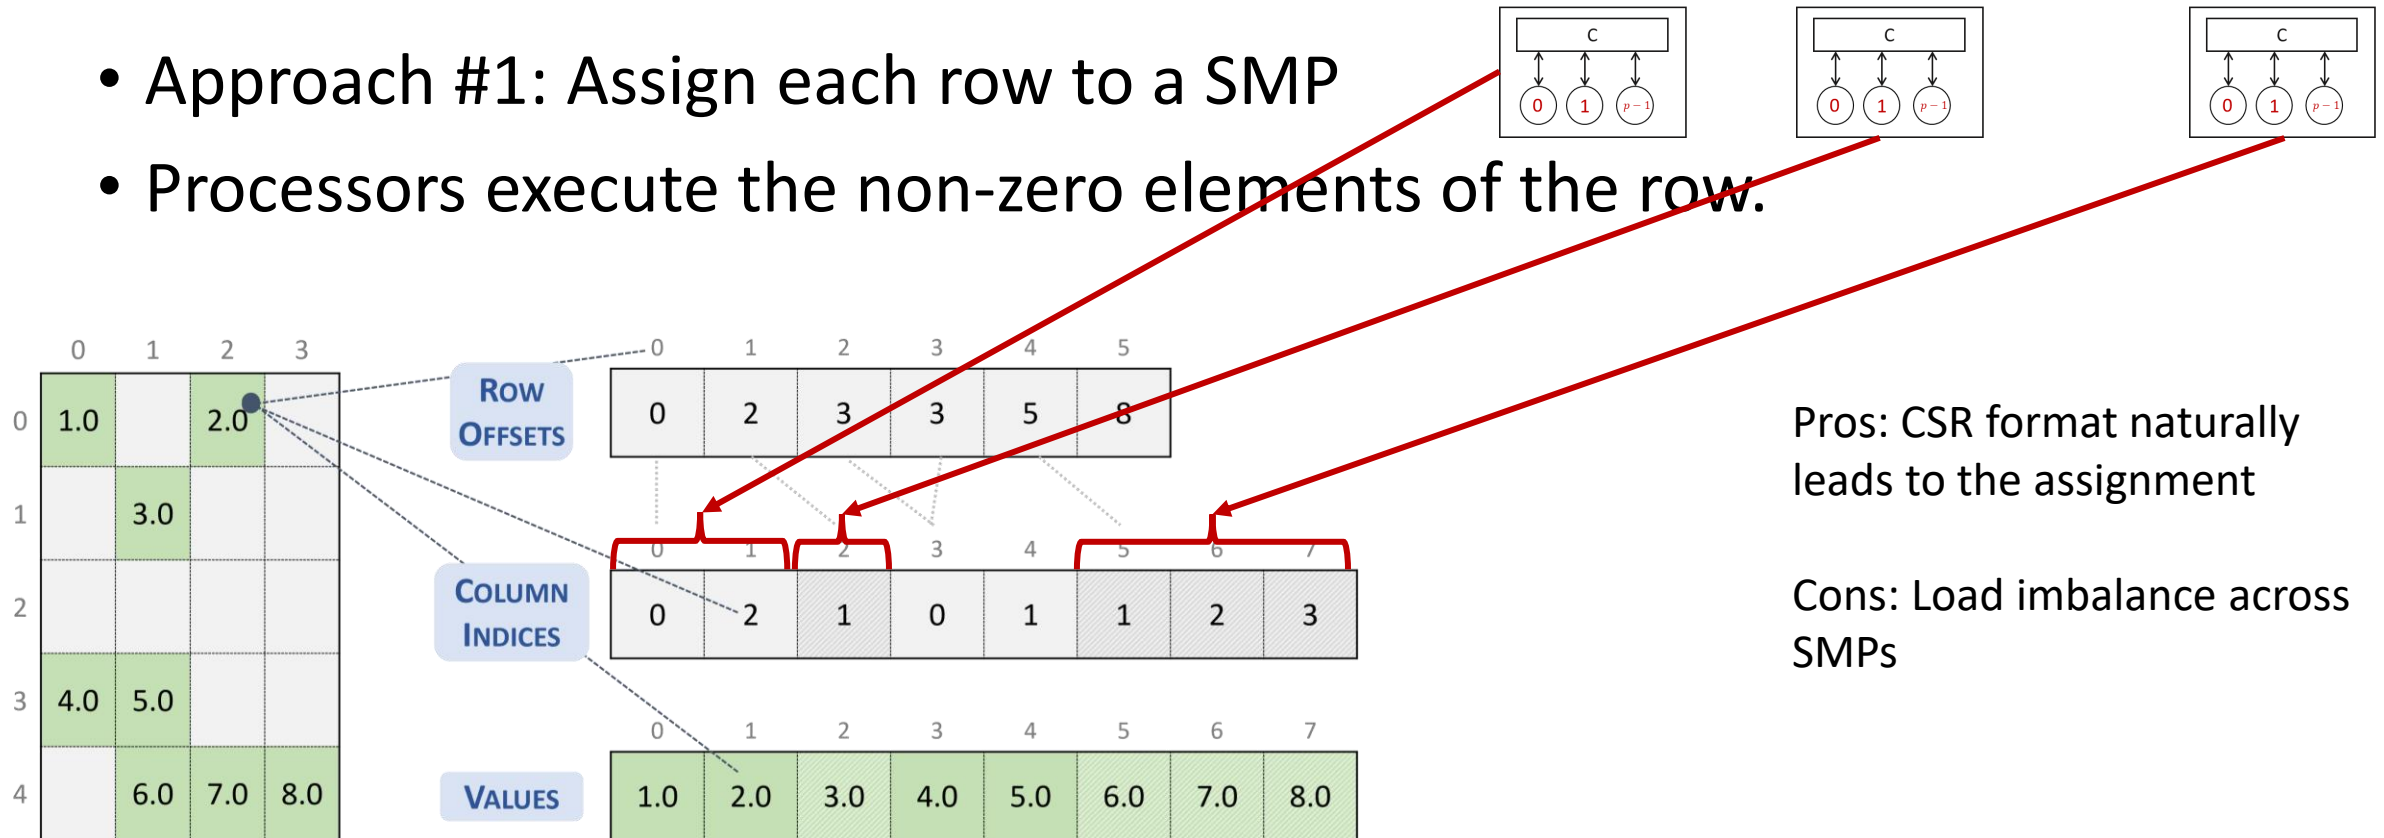 • Approach #1: Assign each row to a SMP
• Processors execute the non-zero elements of the row.
C
0 1 p − 1
C
0 1 p − 1
C
0 1 p − 1
0 1 2 3
0 1.0 2.0
1 3.0
2
3 4.0 5.0
4 6.0 7.0 8.0
ROW
OFFSETS
0 1 2 3 4 5
0 2 3 3 5 8
COLUMN
INDICES
0 1 2 3 4 5 6 7
0 2 1 0 1 1 2 3
VALUES
0 1 2 3 4 5 6 7
1.0 2.0 3.0 4.0 5.0 6.0 7.0 8.0
Pros: CSR format naturally
leads to the assignment
Cons: Load imbalance across
SMPs